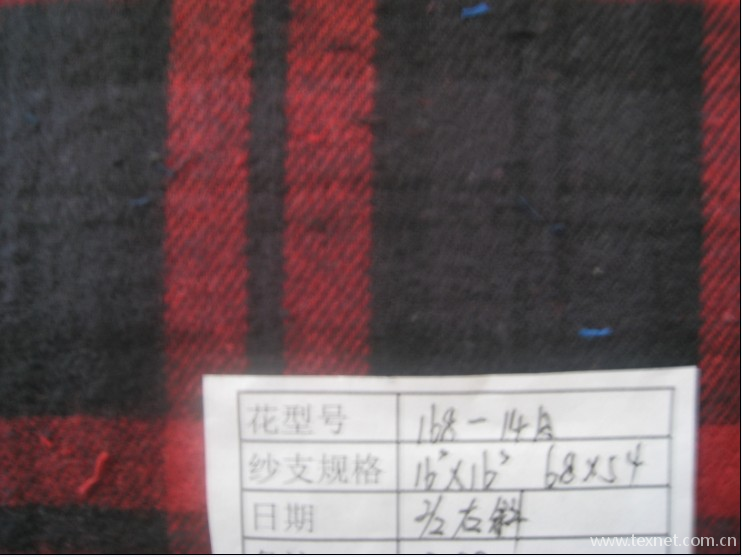 花型号 168-14A
纱支规格 16ˢ×16ˢ 68×54
日期 2/2左斜
www.texnet.com.cn